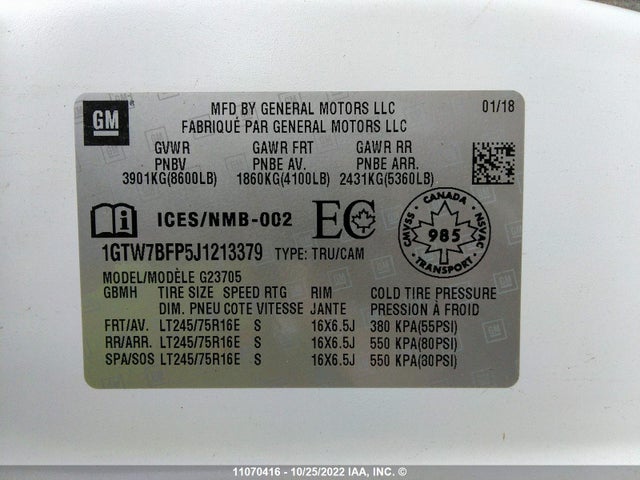 GM
MFD BY GENERAL MOTORS LLC 01/18
FABRIQUÉ PAR GENERAL MOTORS LLC
GVWR GAWR FRT GAWR RR
PNBV PNBE AV. PNBE ARR.
3901KG(8600LB) 1860KG(4100LB) 2431KG(5360LB)
i ICES/NMB-002 EC
CANADA
CMVSS 985 NSVAC
TRANSPORT
1GTW7BFP5J1213379 TYPE: TRU/CAM
MODEL/MODÈLE G23705
GBMH TIRE SIZE SPEED RTG RIM COLD TIRE PRESSURE
DIM. PNEU COTE VITESSE JANTE PRESSION À FROID
FRT/AV. LT245/75R16E S 16X6.5J 380 KPA(55PSI)
RR/ARR. LT245/75R16E S 16X6.5J 550 KPA(80PSI)
SPA/SOS LT245/75R16E S 16X6.5J 550 KPA(80PSI)
11070416 - 10/25/2022 IAA, INC. ©